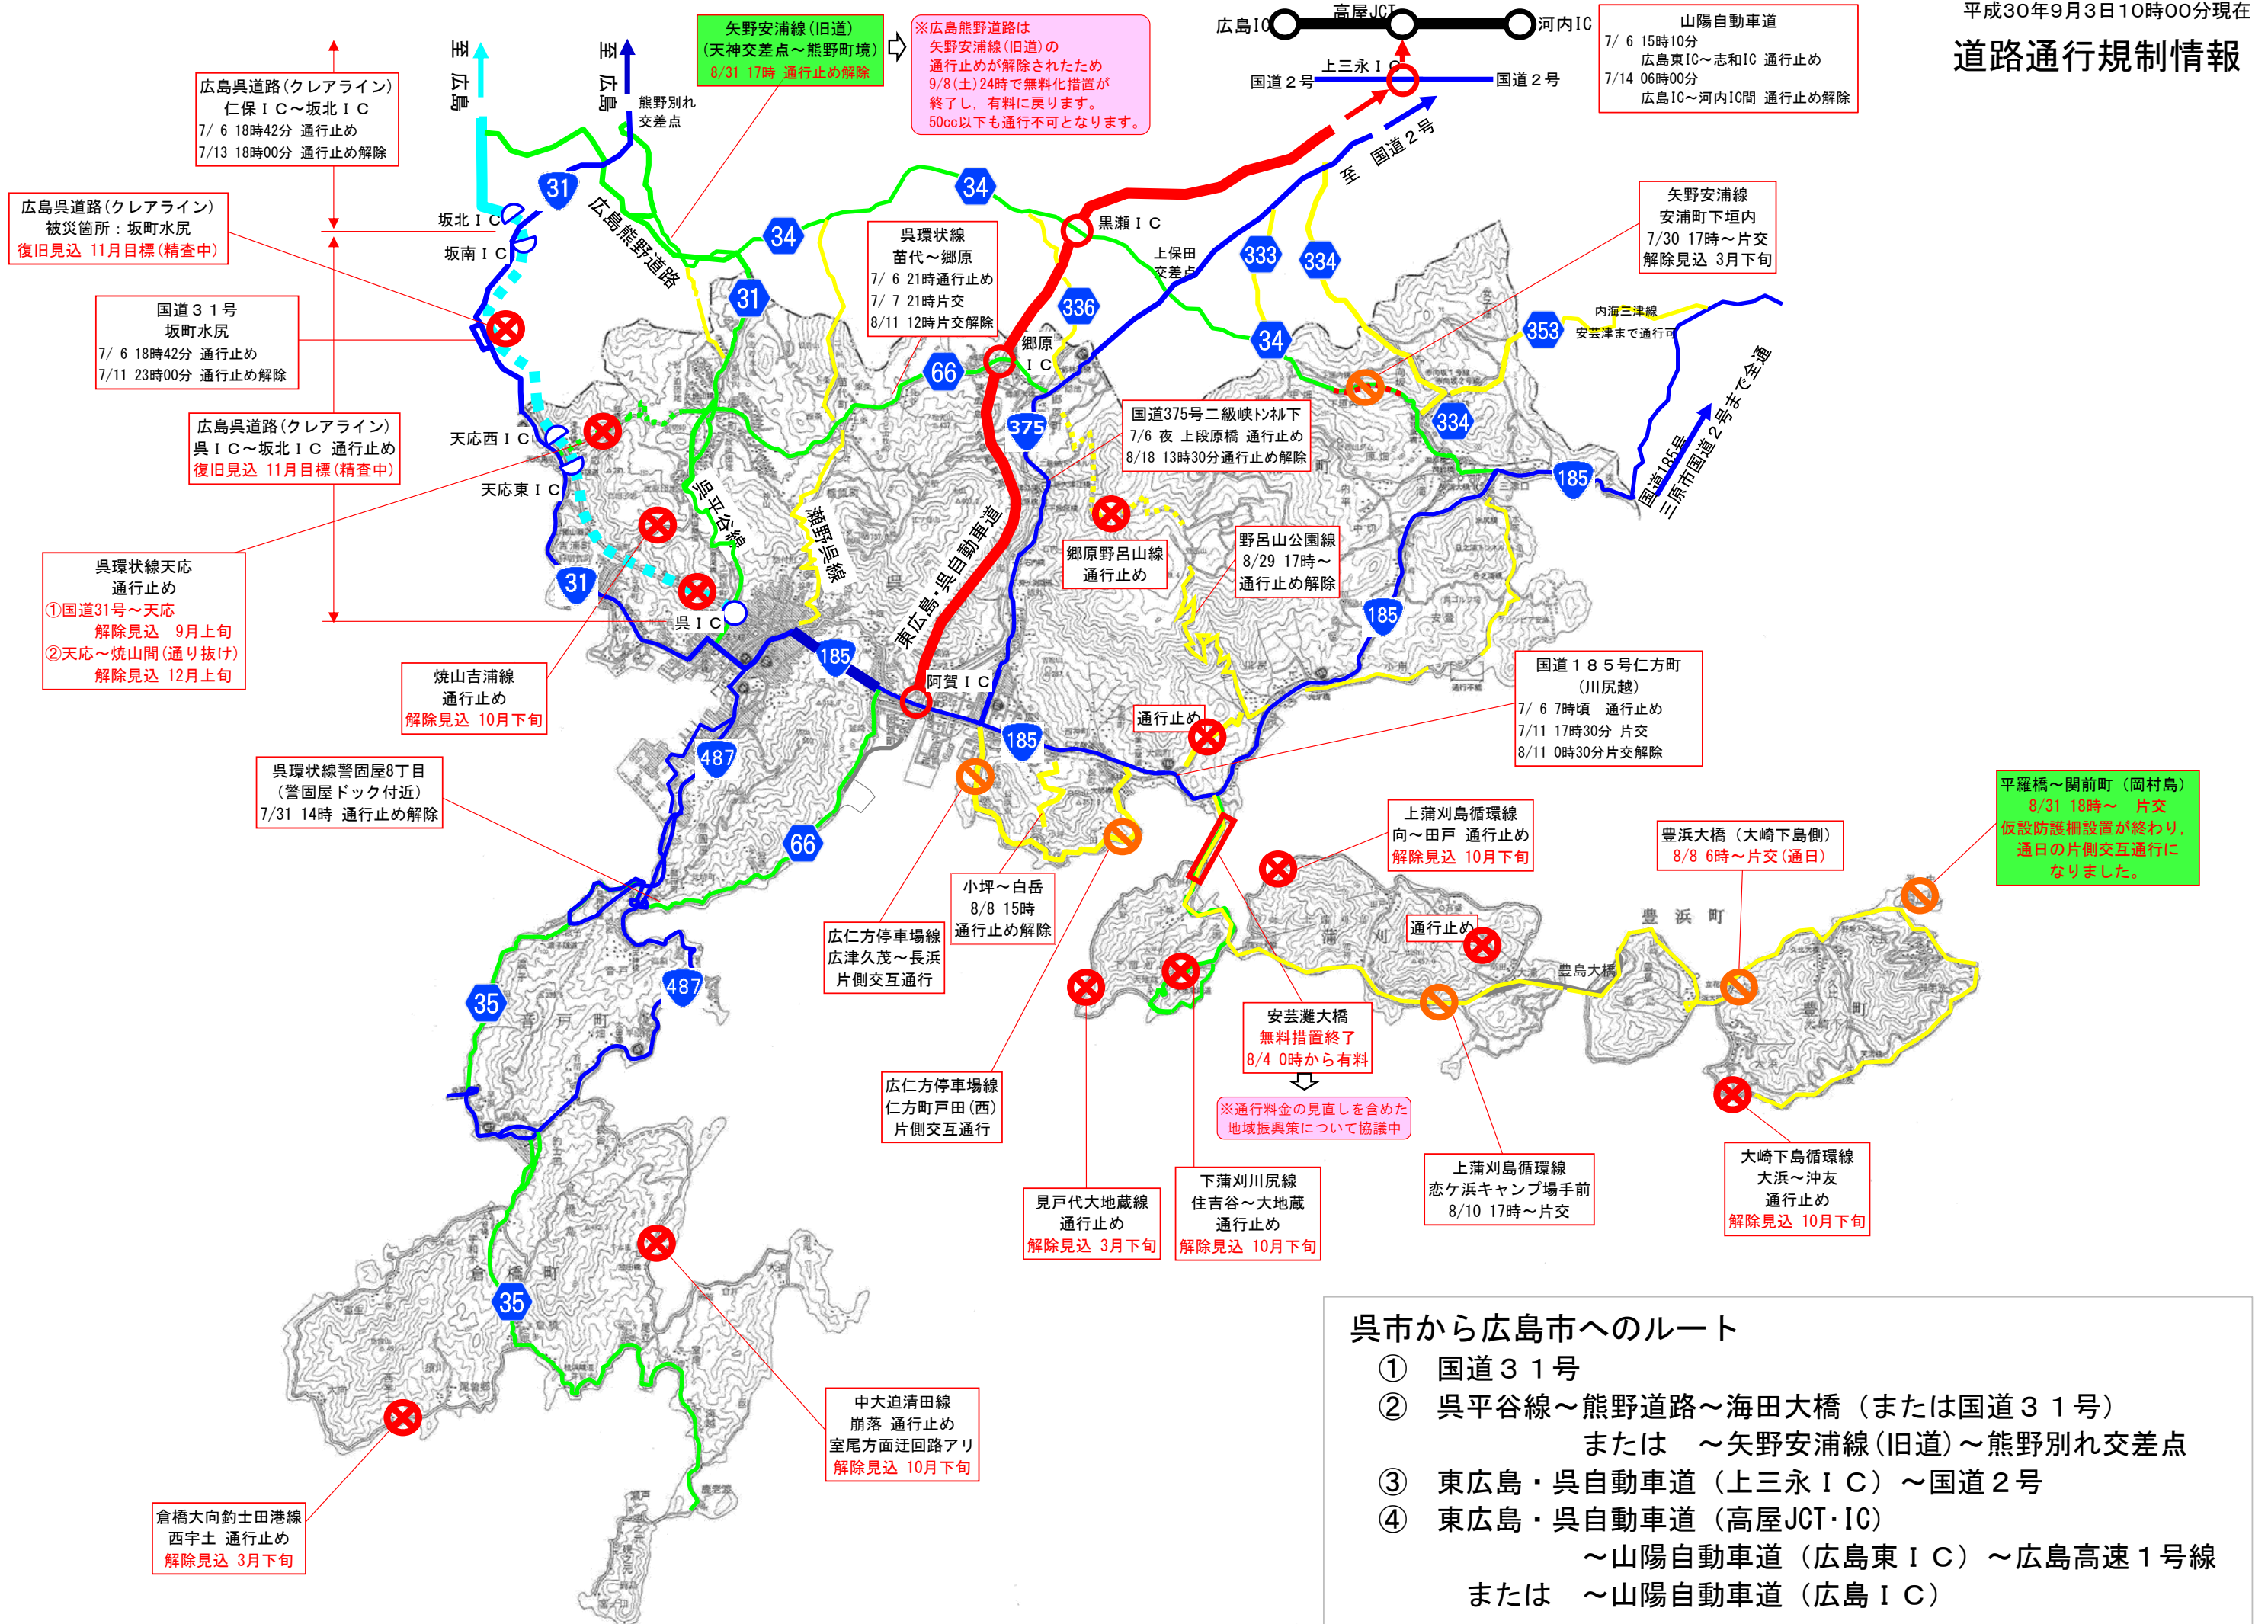 平成30年9月3日10時00分現在
道路通行規制情報
広島IC
高屋JCT
河内IC
国道２号
上三永ＩＣ
国道２号
至 国道２号
山陽自動車道
7/ 6 15時10分
広島東IC～志和IC 通行止め
7/14 06時00分
広島IC～河内IC間 通行止め解除
矢野安浦線(旧道)
(天神交差点～熊野町境)
8/31 17時 通行止め解除
※広島熊野道路は
矢野安浦線(旧道)の
通行止めが解除されたため
9/8(土)24時で無料化措置が
終了し、有料に戻ります。
50cc以下も通行不可となります。
至 広島
至 広島
熊野別れ
交差点
広島呉道路(クレアライン)
仁保ＩＣ～坂北ＩＣ
7/ 6 18時42分 通行止め
7/13 18時00分 通行止め解除
広島呉道路(クレアライン)
被災箇所：坂町水尻
復旧見込 11月目標(精査中)
国道３１号
坂町水尻
7/ 6 18時42分 通行止め
7/11 23時00分 通行止め解除
広島呉道路(クレアライン)
呉ＩＣ～坂北ＩＣ 通行止め
復旧見込 11月目標(精査中)
呉環状線天応
通行止め
①国道31号～天応
解除見込 9月上旬
②天応～焼山間(通り抜け)
解除見込 12月上旬
坂北ＩＣ
坂南ＩＣ
天応西ＩＣ
天応東ＩＣ
呉ＩＣ
31
31
31
広島熊野道路
34
34
34
呉環状線
苗代～郷原
7/ 6 21時通行止め
7/ 7 21時片交
8/11 12時片交解除
黒瀬ＩＣ
上保田
交差点
333
334
336
353
334
66
郷原
ＩＣ
375
矢野安浦線
安浦町下垣内
7/30 17時～片交
解除見込 3月下旬
内海三津線
安芸津まで通行可
国道185号
三原市国道２号まで全通
国道375号二級峡ﾄﾝﾈﾙ下
7/6 夜 上段原橋 通行止め
8/18 13時30分通行止め解除
郷原野呂山線
通行止め
野呂山公園線
8/29 17時～
通行止め解除
呉平谷線
瀬野呉線
東広島・呉自動車道
呉
185
185
185
185
阿賀ＩＣ
焼山吉浦線
通行止め
解除見込 10月下旬
国道１８５号仁方町
(川尻越)
7/ 6 7時頃 通行止め
7/11 17時30分 片交
8/11 0時30分片交解除
通行止め
通行不能
呉環状線警固屋8丁目
(警固屋ドック付近)
7/31 14時 通行止め解除
487
487
66
35
35
音戸町
倉橋町
広仁方停車場線
広津久茂～長浜
片側交互通行
小坪～白岳
8/8 15時
通行止め解除
広仁方停車場線
仁方町戸田(西)
片側交互通行
上蒲刈島循環線
向～田戸 通行止め
解除見込 10月下旬
通行止め
蒲刈
豊島大橋
豊浜町
豊町
豊浜大橋（大崎下島側）
8/8 6時～片交(通日)
平羅橋～関前町（岡村島）
8/31 18時～ 片交
仮設防護柵設置が終わり、
通日の片側交互通行に
なりました。
安芸灘大橋
無料措置終了
8/4 0時から有料
※通行料金の見直しを含めた
地域振興策について協議中
見戸代大地蔵線
通行止め
解除見込 3月下旬
下蒲刈川尻線
住吉谷～大地蔵
通行止め
解除見込 10月下旬
上蒲刈島循環線
恋ケ浜キャンプ場手前
8/10 17時～片交
大崎下島循環線
大浜～沖友
通行止め
解除見込 10月下旬
中大迫清田線
崩落 通行止め
室尾方面迂回路アリ
解除見込 10月下旬
倉橋大向釣士田港線
西宇土 通行止め
解除見込 3月下旬
呉市から広島市へのルート
① 国道３１号
② 呉平谷線～熊野道路～海田大橋（または国道３１号）
または ～矢野安浦線(旧道)～熊野別れ交差点
③ 東広島・呉自動車道（上三永ＩＣ）～国道２号
④ 東広島・呉自動車道（高屋JCT・IC）
～山陽自動車道（広島東ＩＣ）～広島高速１号線
または ～山陽自動車道（広島ＩＣ）